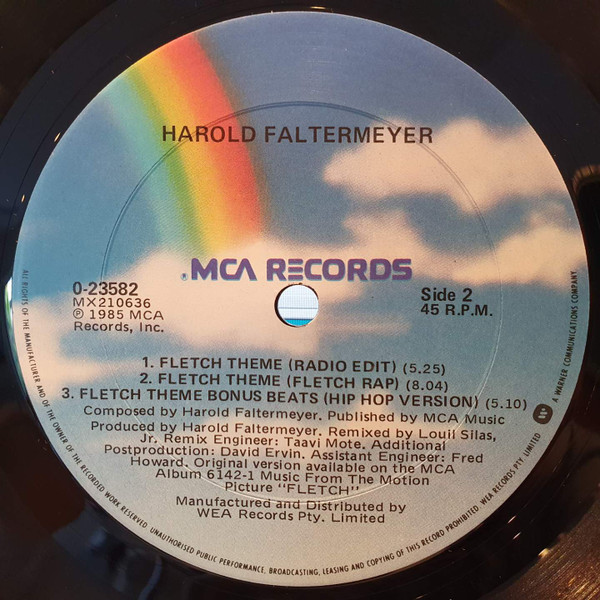 HAROLD FALTERMEYER
MCA RECORDS
®
0-23582
MX210636
Ⓟ 1985 MCA
Records, Inc.
Side 2
45 R.P.M.
1. FLETCH THEME (RADIO EDIT) (5.25)
2. FLETCH THEME (FLETCH RAP) (8.04)
3. FLETCH THEME BONUS BEATS (HIP HOP VERSION) (5.10)
Composed by Harold Faltermeyer. Published by MCA Music
Produced by Harold Faltermeyer. Remixed by Louil Silas,
Jr. Remix Engineer: Taavi Mote. Additional
Postproduction: David Ervin. Assistant Engineer: Fred
Howard. Original version available on the MCA
Album 6142-1 Music From The Motion
Picture "FLETCH"
Manufactured and Distributed by
WEA Records Pty. Limited
ALL RIGHTS OF THE MANUFACTURER AND OF THE OWNER OF THE RECORDED WORK RESERVED. UNAUTHORISED PUBLIC PERFORMANCE, BROADCASTING, LEASING AND COPYING OF THIS RECORD PROHIBITED. WEA RECORDS PTY. LIMITED
A WARNER COMMUNICATIONS COMPANY.